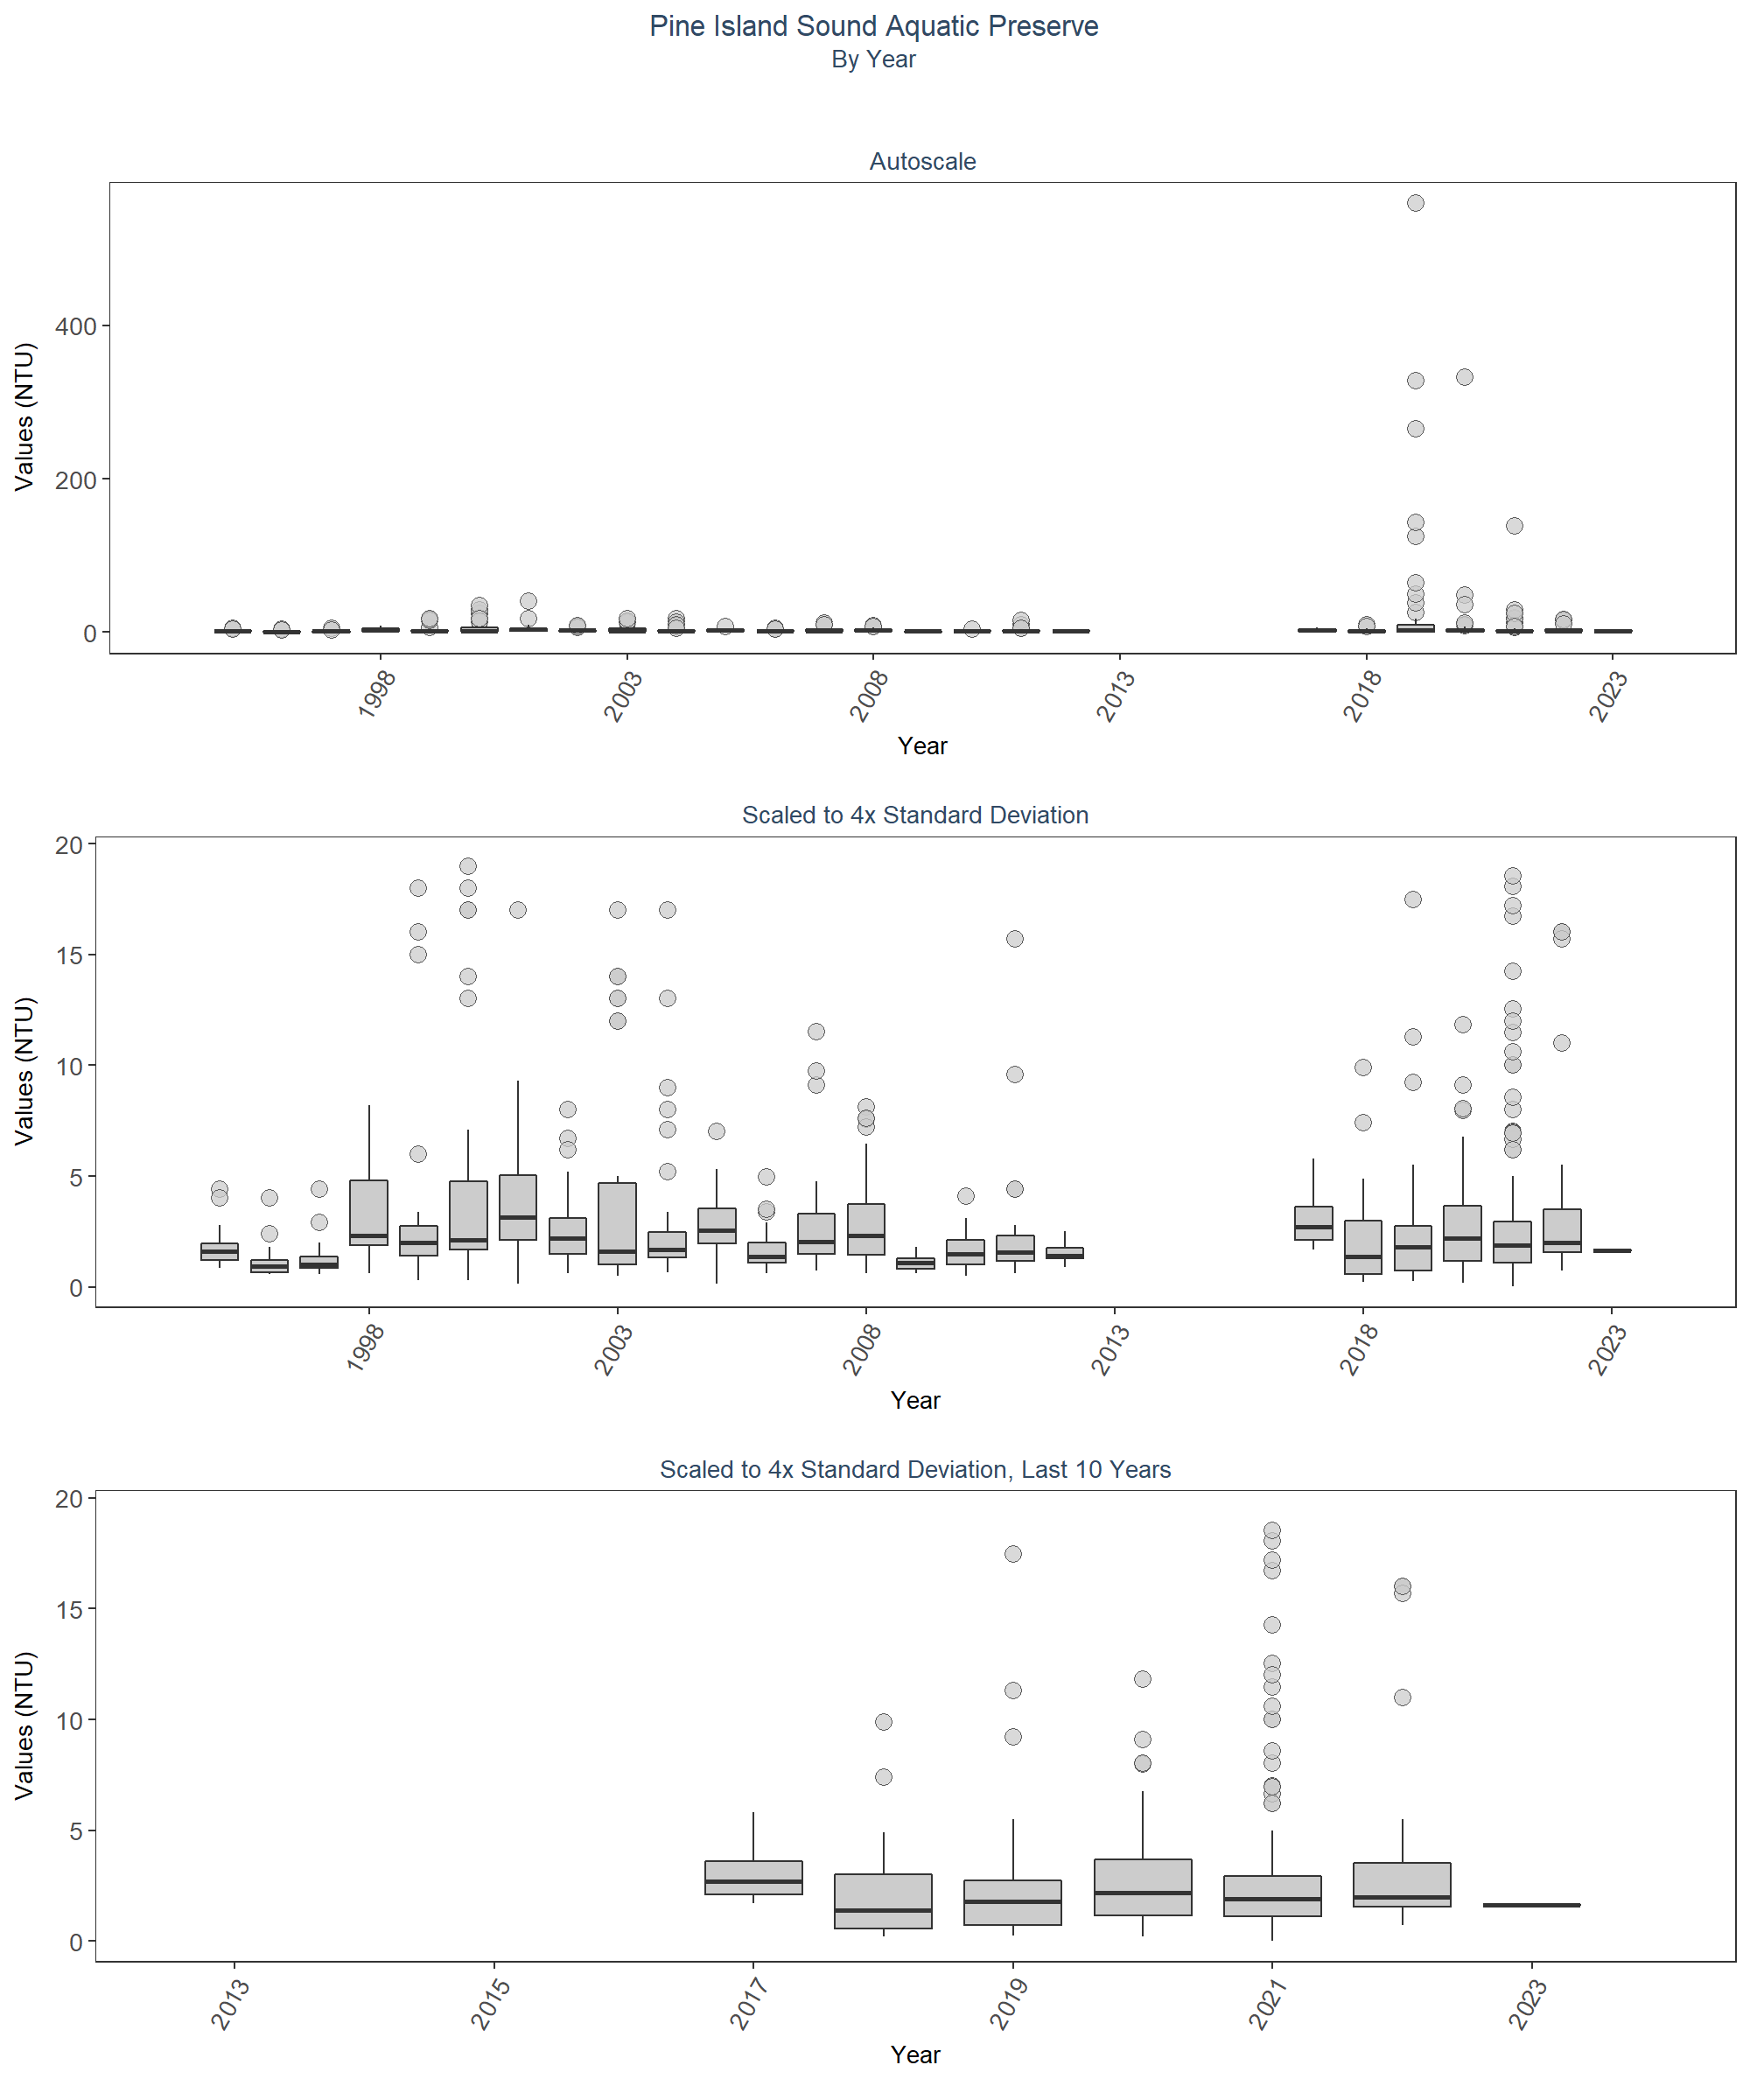 Pine Island Sound Aquatic Preserve
By Year
Autoscale
Values (NTU)
400
200
0
1998
2003
2008
2013
2018
2023
Year
Scaled to 4x Standard Deviation
Values (NTU)
20
15
10
5
0
1998
2003
2008
2013
2018
2023
Year
Scaled to 4x Standard Deviation, Last 10 Years
Values (NTU)
20
15
10
5
0
2013
2015
2017
2019
2021
2023
Year